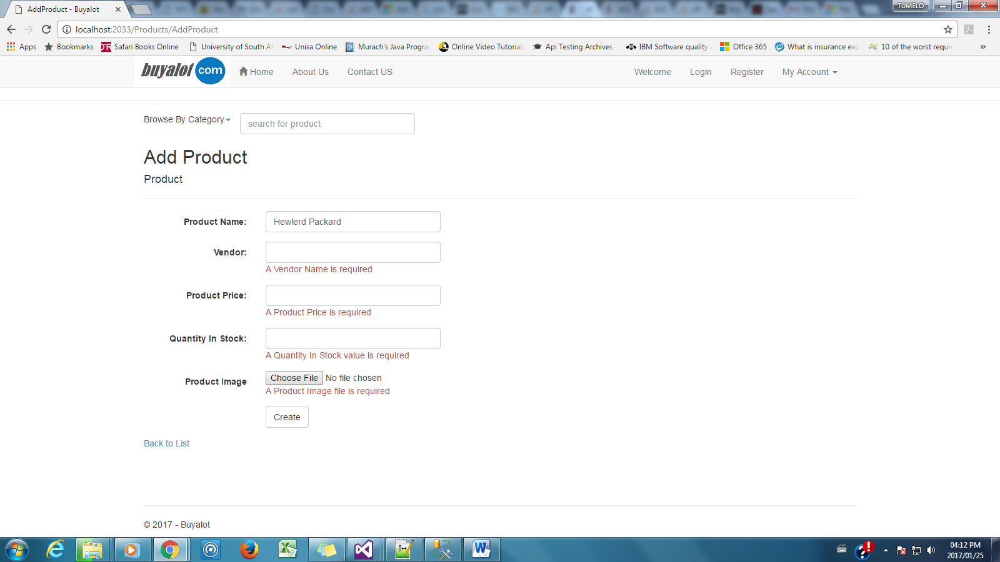 AddProduct - Buyalot
TUMELO
localhost:2033/Products/AddProduct
Apps Bookmarks Safari Books Online University of South Af Unisa Online Murach's Java Progra Online Video Tutorials Api Testing Archives - IBM Software quality Office 365 What is insurance exc 10 of the worst requir »
buyalot com Home About Us Contact US Welcome Login Register My Account
Browse By Category search for product
Add Product
Product
Product Name: Hewlerd Packard
Vendor:
A Vendor Name is required
Product Price:
A Product Price is required
Quantity In Stock:
A Quantity In Stock value is required
Product Image Choose File No file chosen
A Product Image file is required
Create
Back to List
© 2017 - Buyalot
04:12 PM
2017/01/25